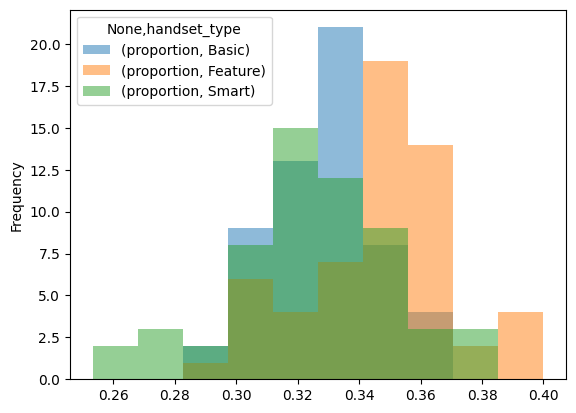 None,handset_type
(proportion, Basic)
(proportion, Feature)
(proportion, Smart)
Frequency
20.0
17.5
15.0
12.5
10.0
7.5
5.0
2.5
0.0
0.26 0.28 0.30 0.32 0.34 0.36 0.38 0.40